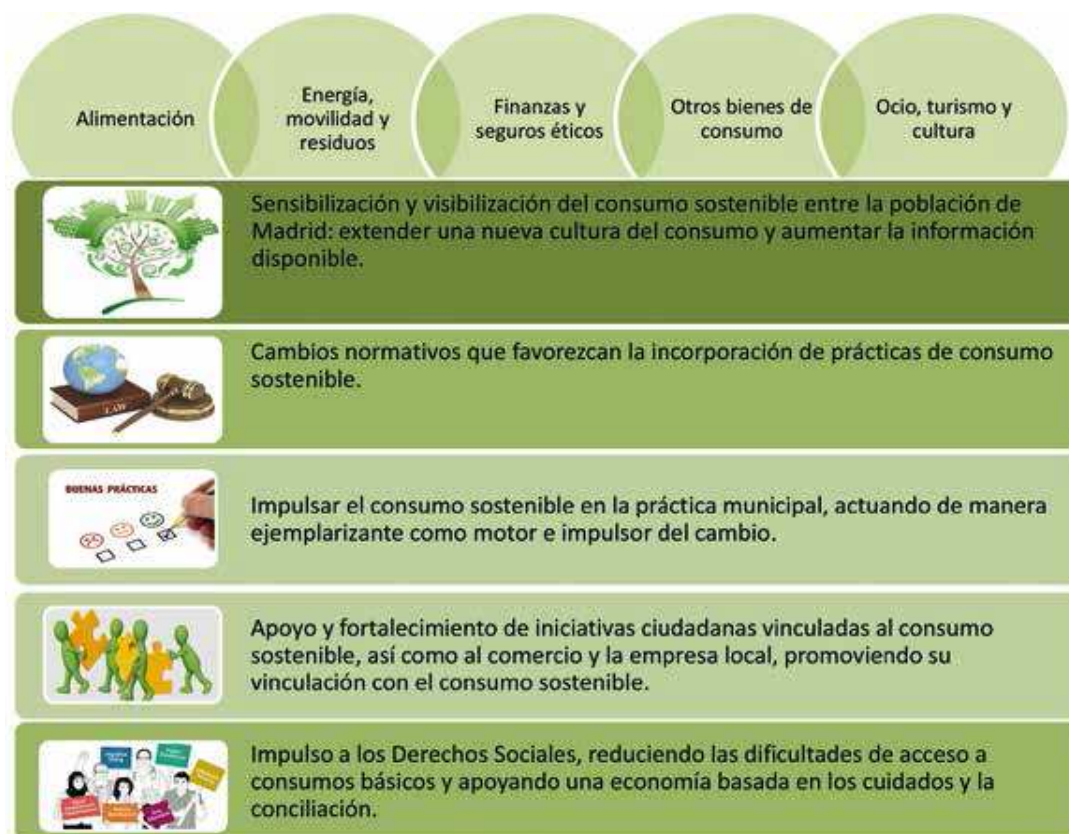 Alimentación
Energía,
movilidad y
residuos
Finanzas y
seguros éticos
Otros bienes de
consumo
Ocio, turismo y
cultura
Sensibilización y visibilización del consumo sostenible entre la población de
Madrid: extender una nueva cultura del consumo y aumentar la información
disponible.
LAW
Cambios normativos que favorezcan la incorporación de prácticas de consumo
sostenible.
BUENAS PRÁCTICAS
Impulsar el consumo sostenible en la práctica municipal, actuando de manera
ejemplarizante como motor e impulsor del cambio.
Apoyo y fortalecimiento de iniciativas ciudadanas vinculadas al consumo
sostenible, así como al comercio y la empresa local, promoviendo su
vinculación con el consumo sostenible.
Impulso a los Derechos Sociales, reduciendo las dificultades de acceso a
consumos básicos y apoyando una economía basada en los cuidados y la
conciliación.